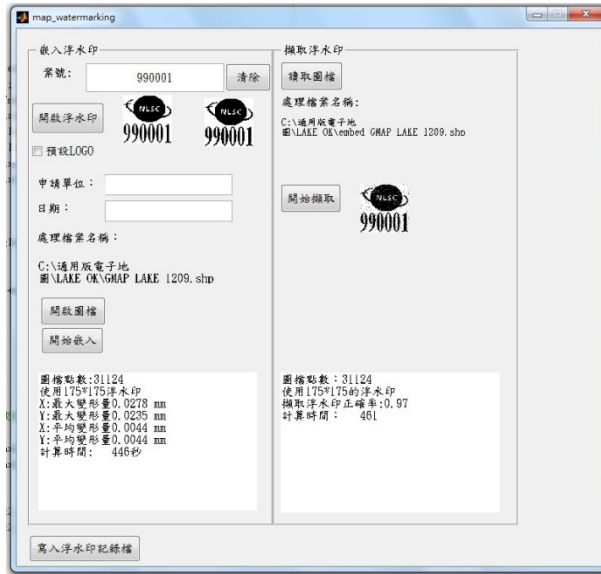 map_watermarking
嵌入浮水印
案號:
990001
清除
開啟浮水印
NLSC
990001
NLSC
990001
預設LOGO
申請單位：
日期：
處理檔案名稱：
C:\通用版電子地
圖\LAKE OK\GMAP LAKE 1209.shp
開啟圖檔
開始嵌入
圖檔點數:31124
使用175*175浮水印
X:最大變形量0.0278 mm
Y:最大變形量0.0235 mm
X:平均變形量0.0044 mm
Y:平均變形量0.0044 mm
計算時間: 446秒
擷取浮水印
讀取圖檔
處理檔案名稱:
C:\通用版電子地
圖\LAKE OK\embed GMAP LAKE 1209.shp
開始擷取
NLSC
990001
圖檔點數：31124
使用175*175的浮水印
擷取浮水印正確率:0.97
計算時間： 461
寫入浮水印記錄檔